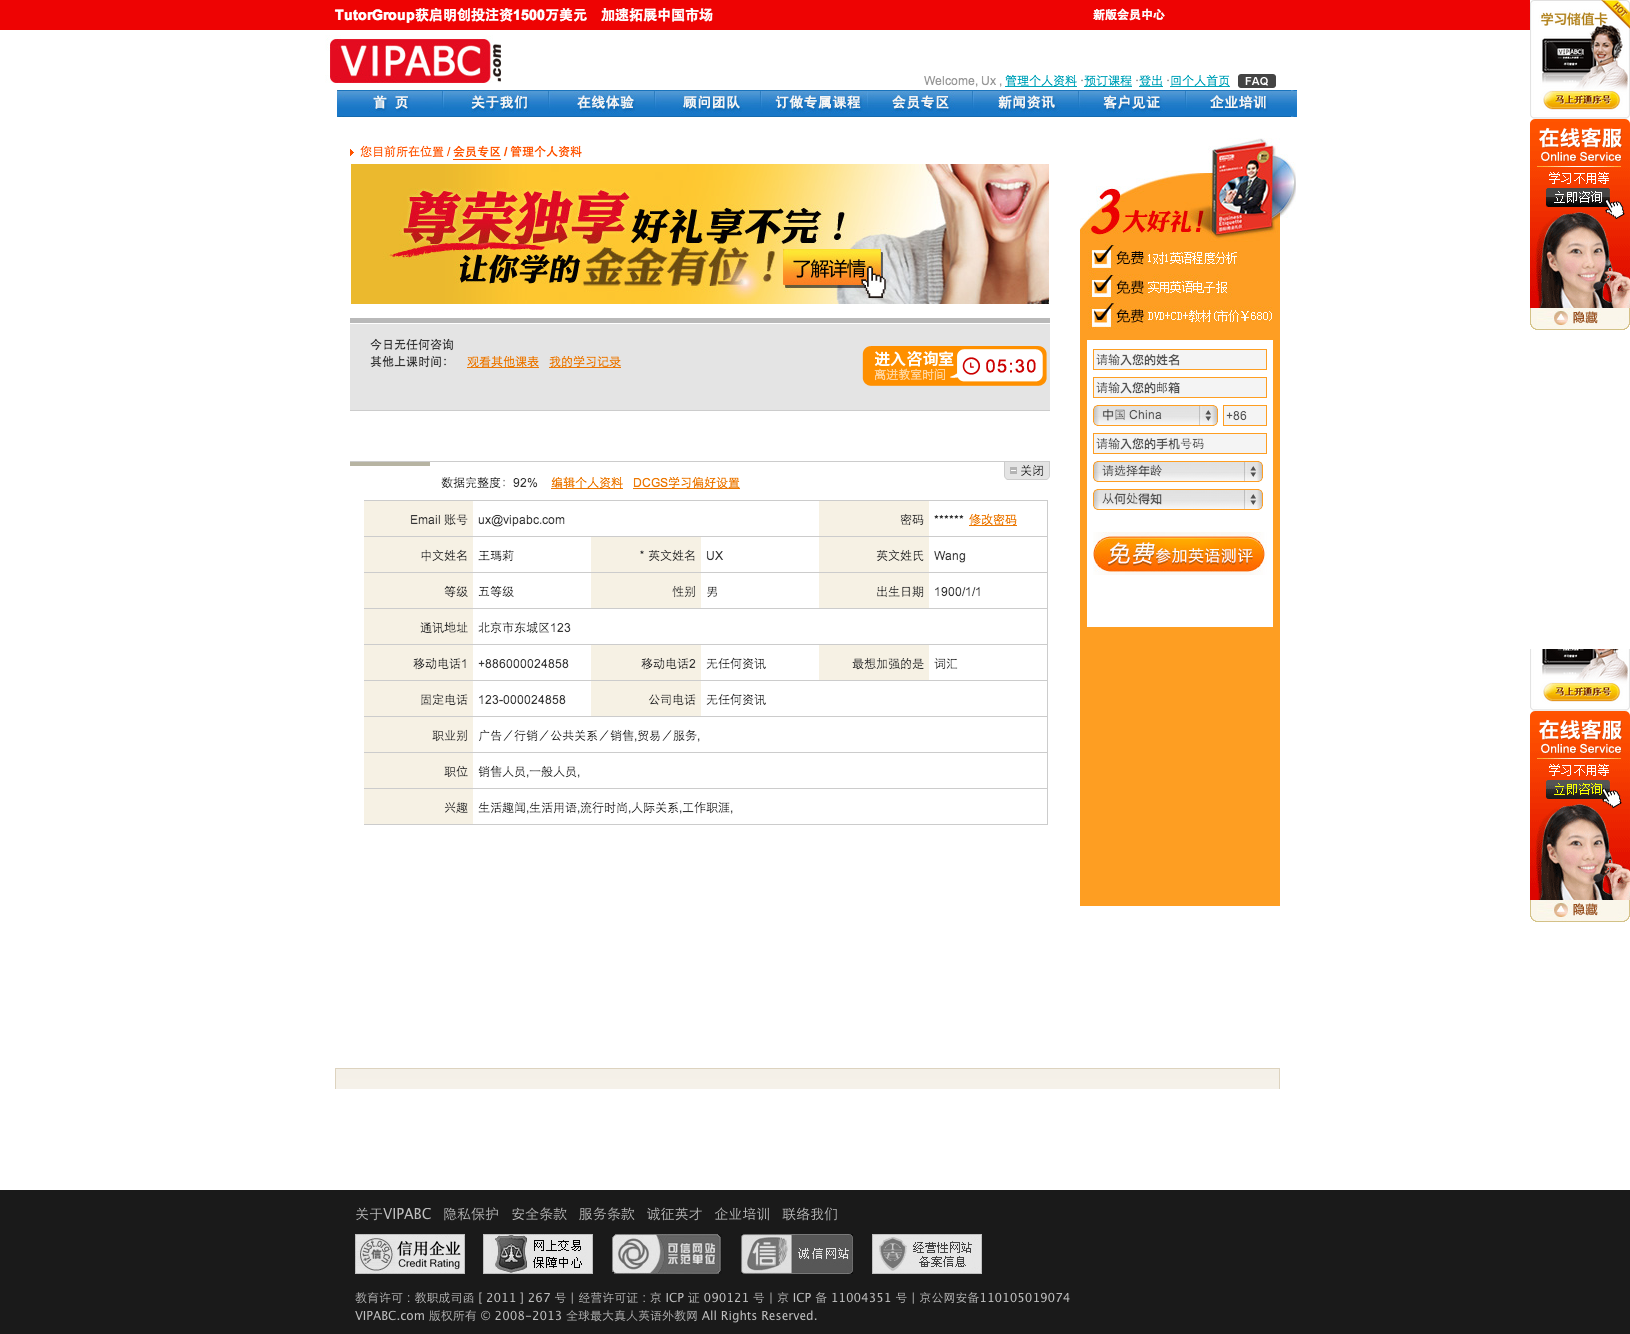 TutorGroup获启明创投注资1500万美元 加速拓展中国市场
新版会员中心
VIPABC.com
Welcome, Ux , 管理个人资料 ·预订课程 ·登出 ·回个人首页 FAQ
首 页 关于我们 在线体验 顾问团队 订做专属课程 会员专区 新闻资讯 客户见证 企业培训
您目前所在位置 / 会员专区 / 管理个人资料
尊荣独享 好礼享不完！
让你学的 金金有位！ 了解详情
今日无任何咨询
其他上课时间： 观看其他课表 我的学习记录
进入咨询室
离进教室时间
05:30
关闭
数据完整度：92% 编辑个人资料 DCGS学习偏好设置
Email 账号 ux@vipabc.com 密码 ****** 修改密码
中文姓名 王瑪莉 * 英文姓名 UX 英文姓氏 Wang
等级 五等级 性别 男 出生日期 1900/1/1
通讯地址 北京市东城区123
移动电话1 +886000024858 移动电话2 无任何资讯 最想加强的是 词汇
固定电话 123-000024858 公司电话 无任何资讯
职业别 广告／行销／公共关系／销售,贸易／服务,
职位 销售人员,一般人员,
兴趣 生活趣闻,生活用语,流行时尚,人际关系,工作职涯,
Business
Etiquette
3大好礼！
免费 1对1英语程度分析
免费 实用英语电子报
免费 DVD+CD+教材(市价￥680)
请输入您的姓名
请输入您的邮箱
中国 China +86
请输入您的手机号码
请选择年龄
从何处得知
免费参加英语测评
HOT
学习储值卡
VIPABC
马上开通序号
在线客服
Online Service
学习不用等
立即咨询
隐藏
马上开通序号
在线客服
Online Service
学习不用等
立即咨询
隐藏
关于VIPABC 隐私保护 安全条款 服务条款 诚征英才 企业培训 联络我们
信 信用企业
Credit Rating
网上交易
保障中心
可信网站
示范单位
信 诚信网站
经营性网站
备案信息
教育许可 : 教职成司函 [ 2011 ] 267 号 | 经营许可证 : 京 ICP 证 090121 号 | 京 ICP 备 11004351 号 | 京公网安备110105019074
VIPABC.com 版权所有 © 2008-2013 全球最大真人英语外教网 All Rights Reserved.